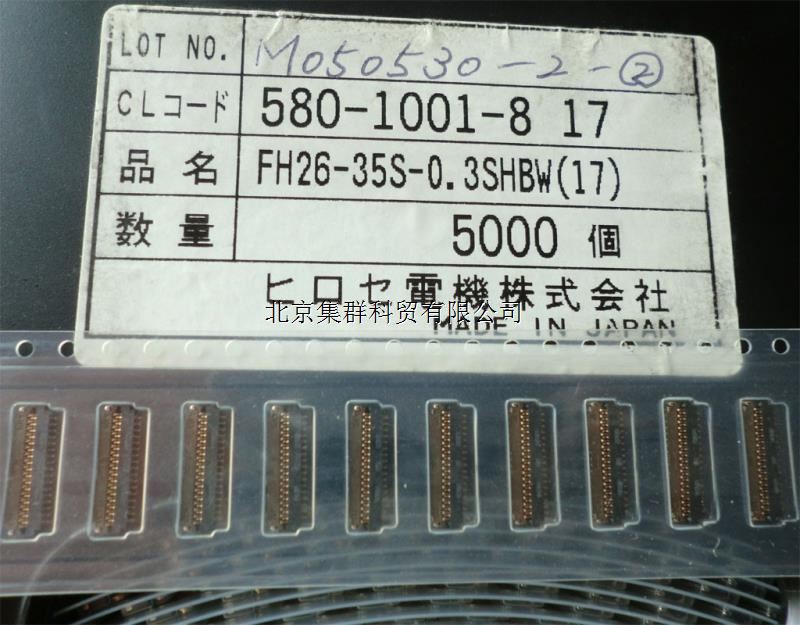 LOT NO. M050530-2-②
CLコード 580-1001-8 17
品名 FH26-35S-0.3SHBW(17)
数量 5000 個
ヒロセ電機株式会社
北京集群科贸有限公司
MADE IN JAPAN